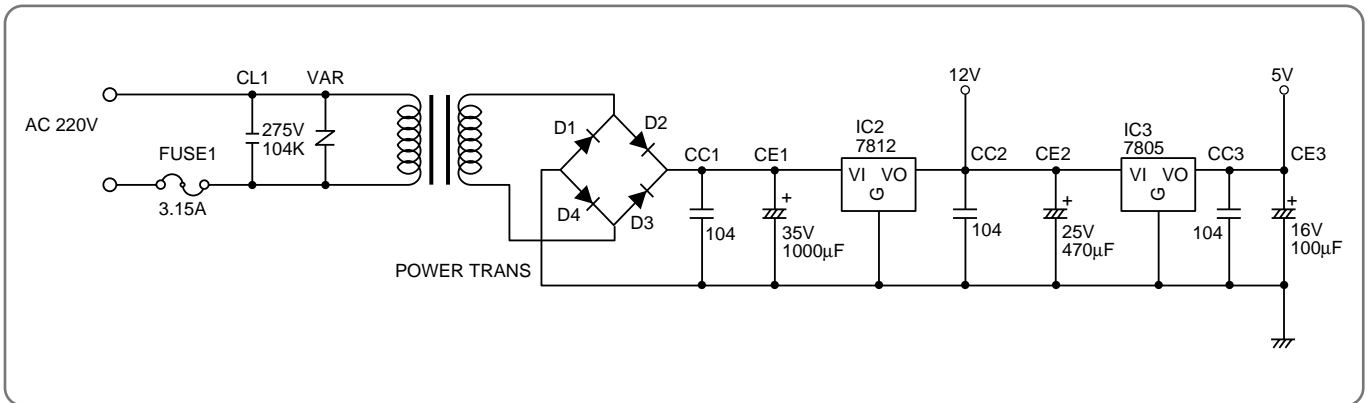 AC 220V
CL1
VAR
275V
104K
FUSE1
3.15A
POWER TRANS
D1
D2
D4
D3
CC1
104
CE1
+
35V
1000μF
IC2
7812
VI VO
G
12V
CC2
104
CE2
+
25V
470μF
IC3
7805
VI VO
G
CC3
104
5V
CE3
+
16V
100μF